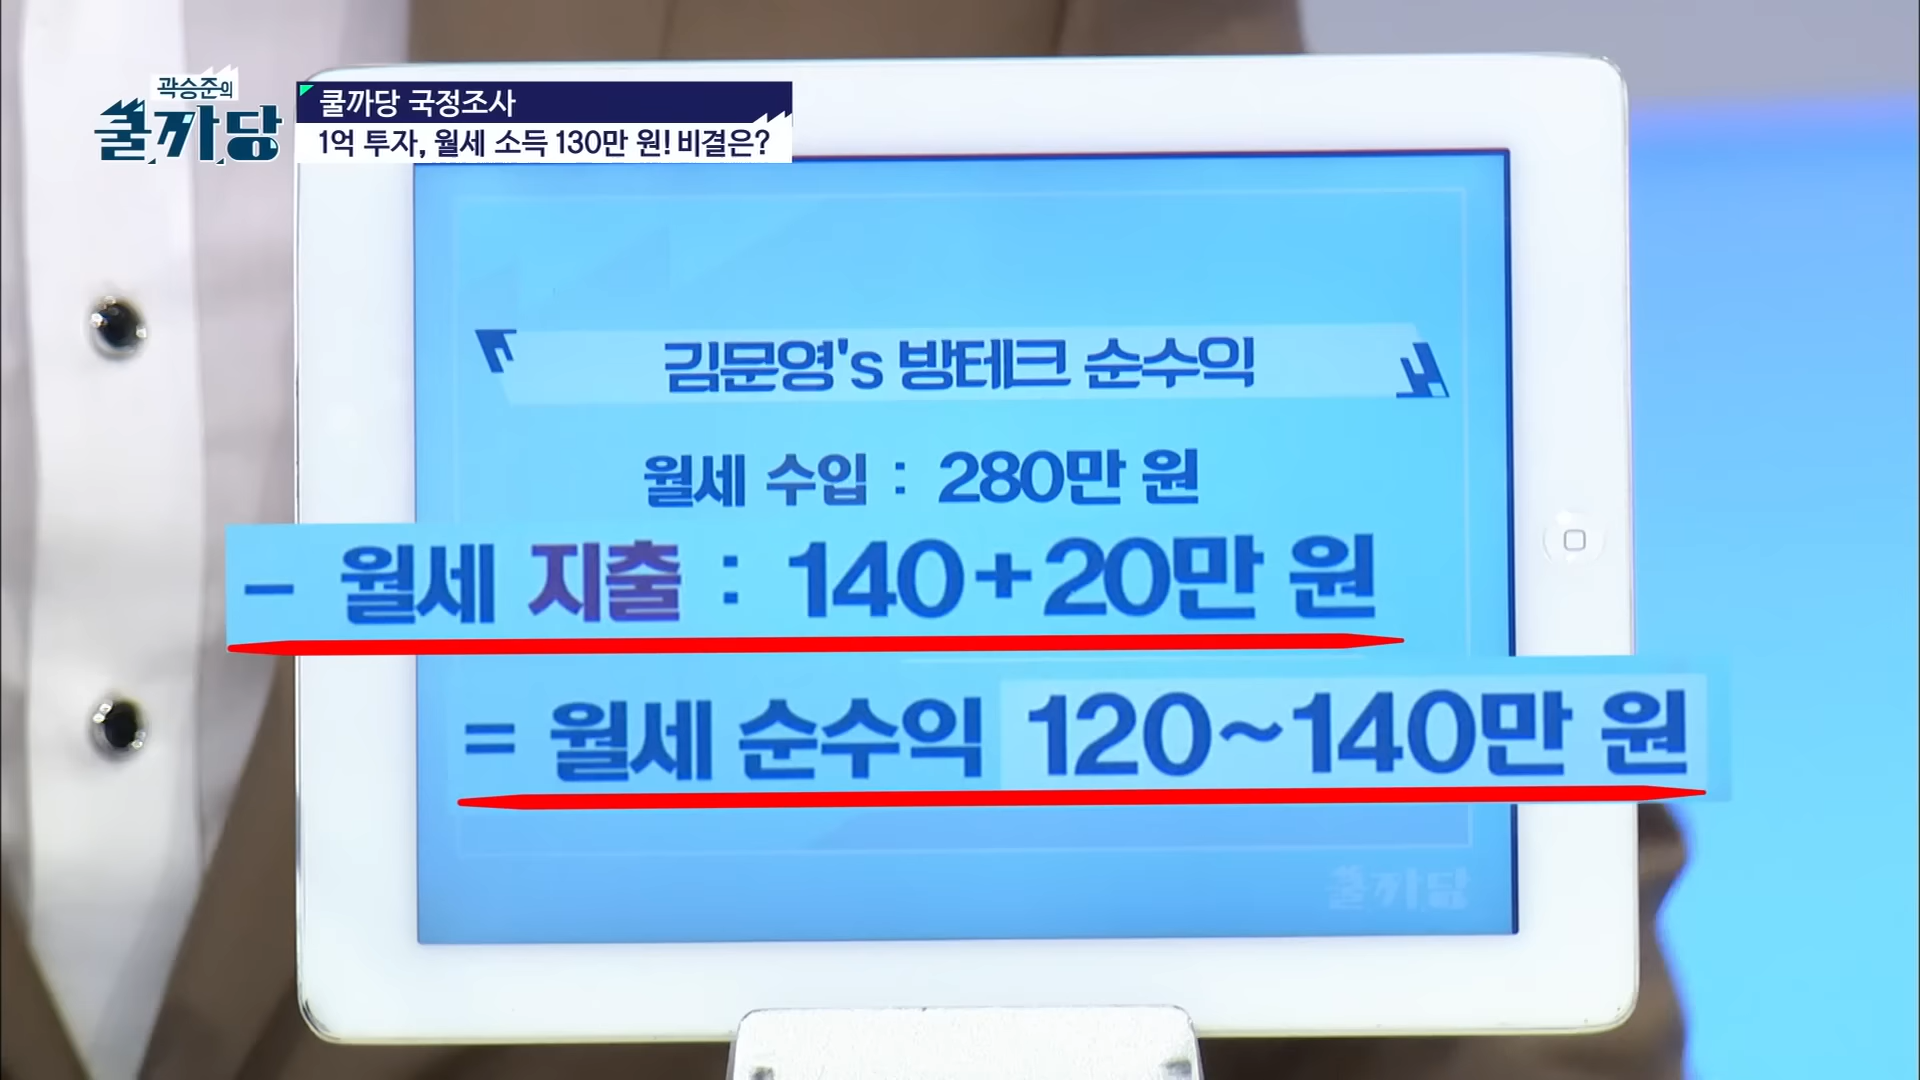 곽승준의
쿨까당
쿨까당 국정조사
1억 투자, 월세 소득 130만 원! 비결은?
김문영's 방테크 순수익
월세 수입 : 280만 원
- 월세 지출 : 140+20만 원
= 월세 순수익 120~140만 원
쿨까당